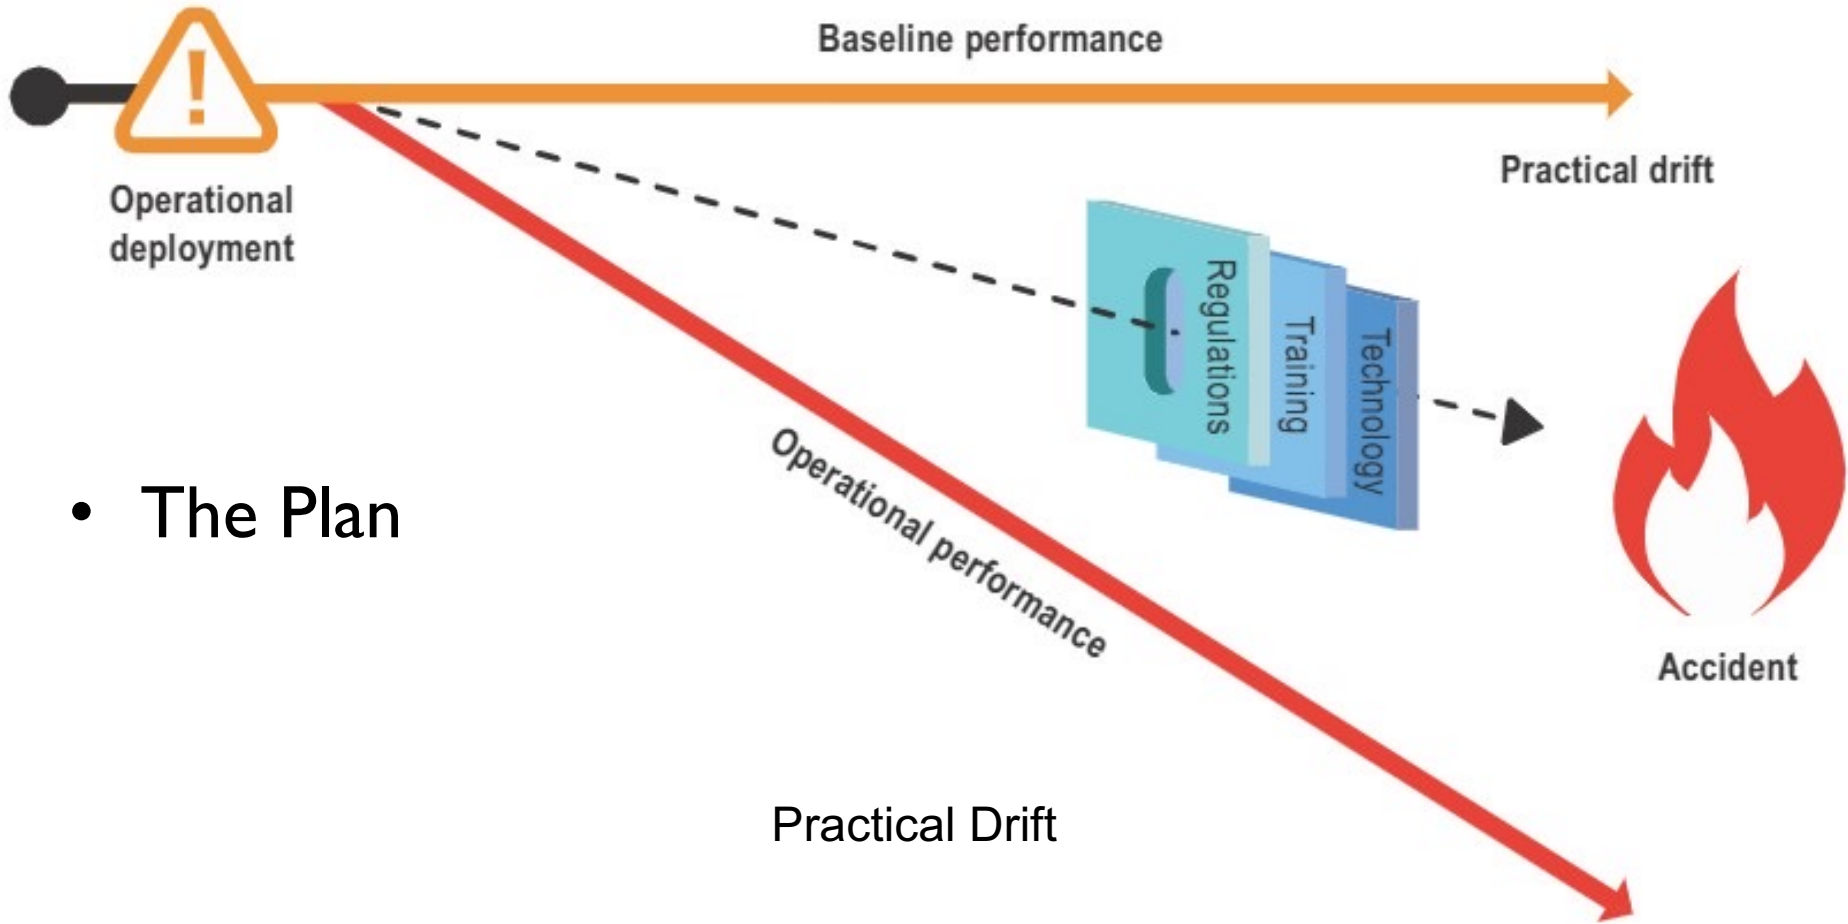 Baseline performance
Practical drift
Operational
deployment
Regulations
Training
Technology
Operational performance
• The Plan
Accident
Practical Drift